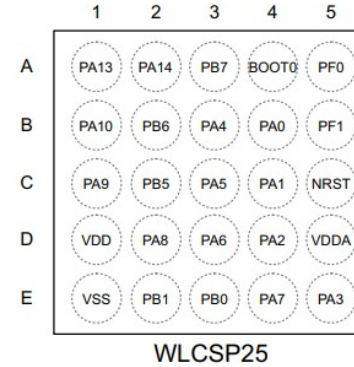 1 2 3 4 5
A PA13 PA14 PB7 BOOT0 PF0
B PA10 PB6 PA4 PA0 PF1
C PA9 PB5 PA5 PA1 NRST
D VDD PA8 PA6 PA2 VDDA
E VSS PB1 PB0 PA7 PA3
WLCSP25